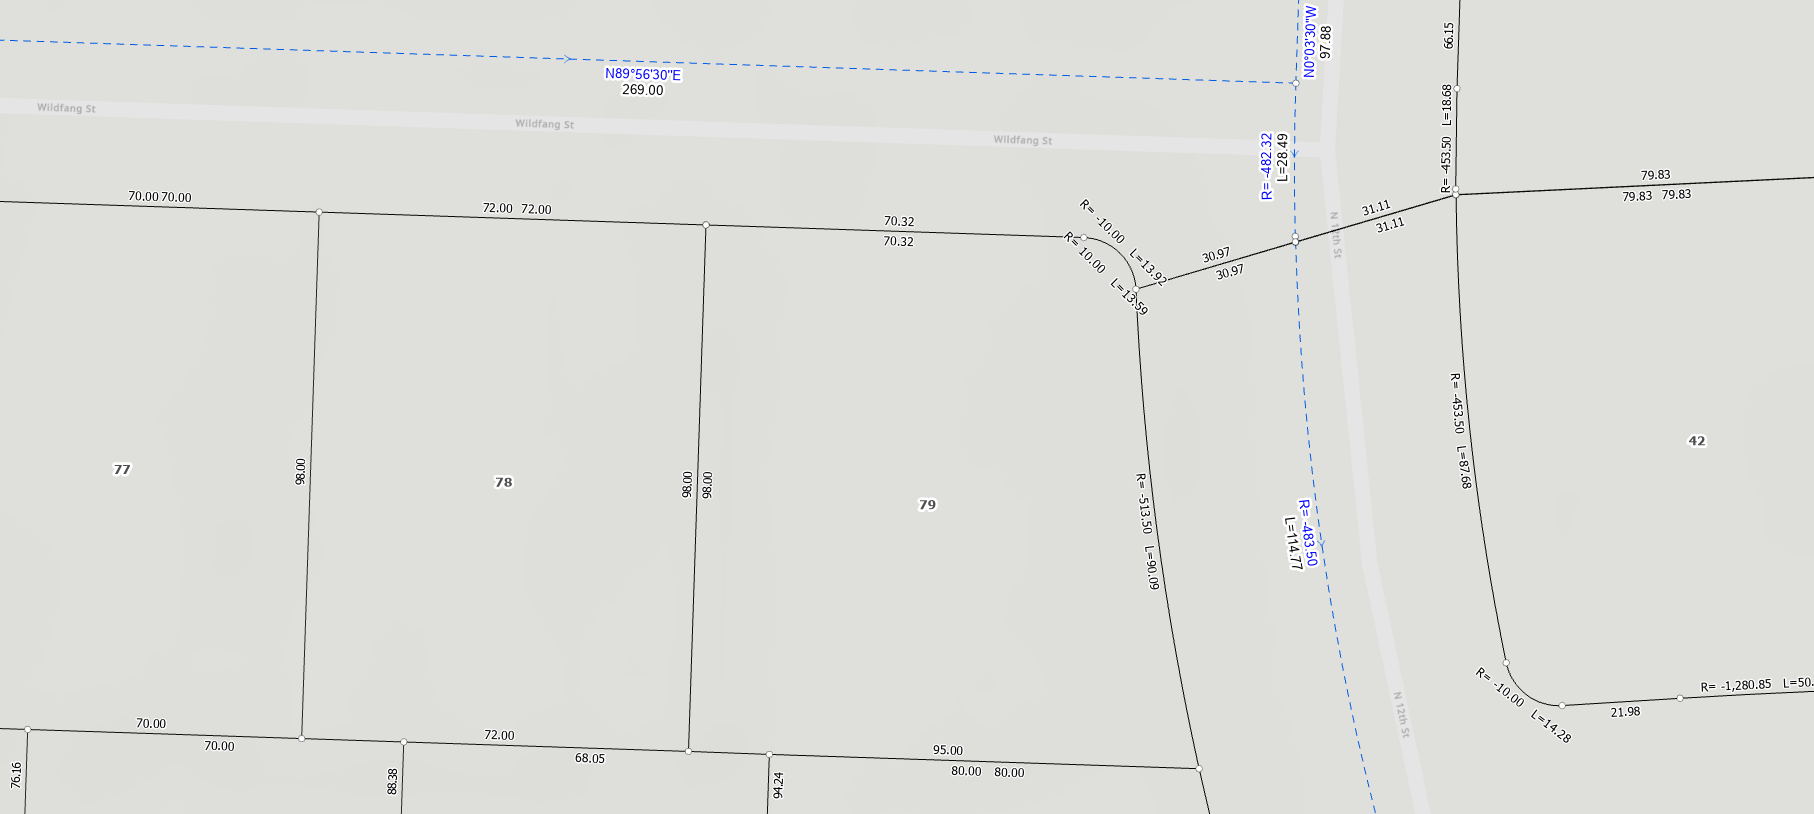 N0°03'30"W
97.88
66.15
N89°56'30"E
269.00
Wildfang St
Wildfang St
Wildfang St
R= -482.32
L=28.49
R= -453.50 L=18.68
70.00 70.00
72.00 72.00
70.32
70.32
R= -10.00 L=13.92
R= 10.00 L=13.59
30.97
30.97
31.11
31.11
79.83
79.83 79.83
N 12th St
77
98.00
78
98.00
98.00
79
R= -513.50 L=90.09
R= -483.50
L=114.77
R= -453.50 L=87.68
42
R= -10.00 L=14.28
21.98
R= -1,280.85 L=50.
N 12th St
70.00
70.00
72.00
68.05
95.00
80.00 80.00
76.16
88.38
94.24